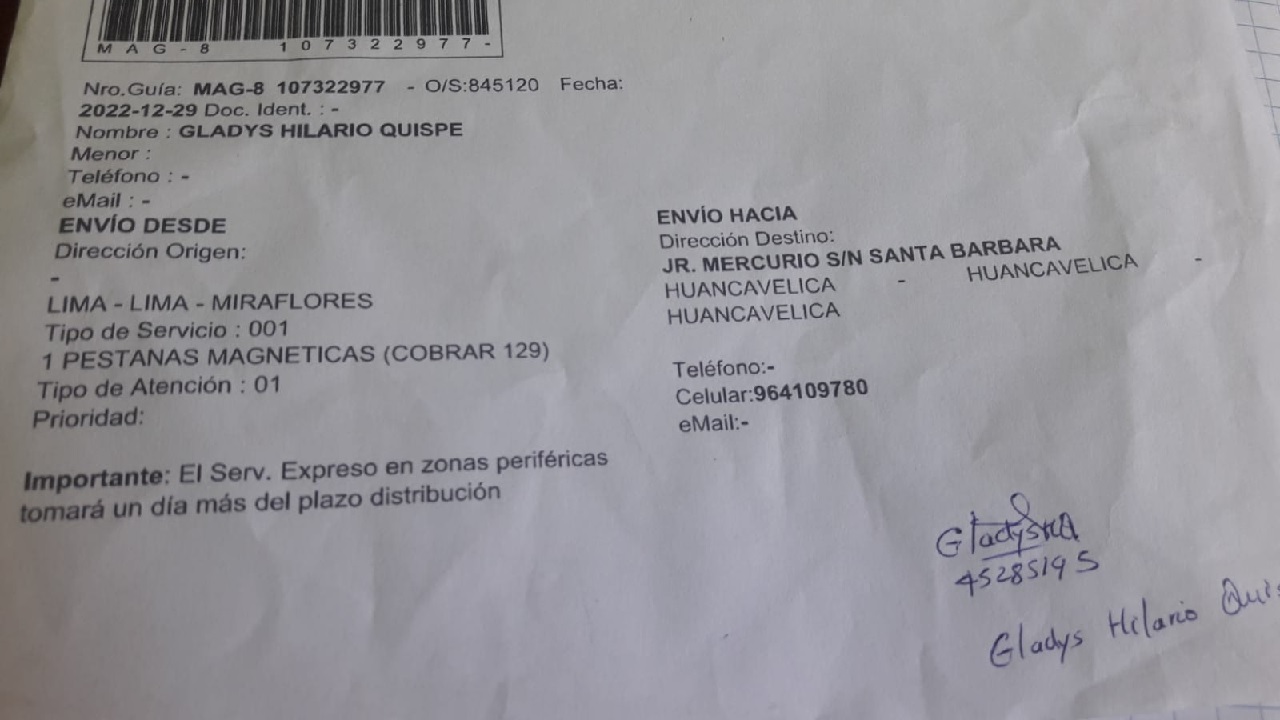 MAG-8 107322977-
Nro.Guía: MAG-8 107322977 - O/S:845120 Fecha:
2022-12-29 Doc. Ident. : -
Nombre : GLADYS HILARIO QUISPE
Menor :
Teléfono : -
eMail : -
ENVÍO DESDE
Dirección Origen:
-
LIMA - LIMA - MIRAFLORES
Tipo de Servicio : 001
1 PESTANAS MAGNETICAS (COBRAR 129)
Tipo de Atención : 01
Prioridad:
Importante: El Serv. Expreso en zonas periféricas
tomará un día más del plazo distribución
ENVÍO HACIA
Dirección Destino:
JR. MERCURIO S/N SANTA BARBARA
HUANCAVELICA - HUANCAVELICA -
HUANCAVELICA
Teléfono:-
Celular:964109780
eMail:-
GladysHQ
45285195
Gladys Hilario Quis